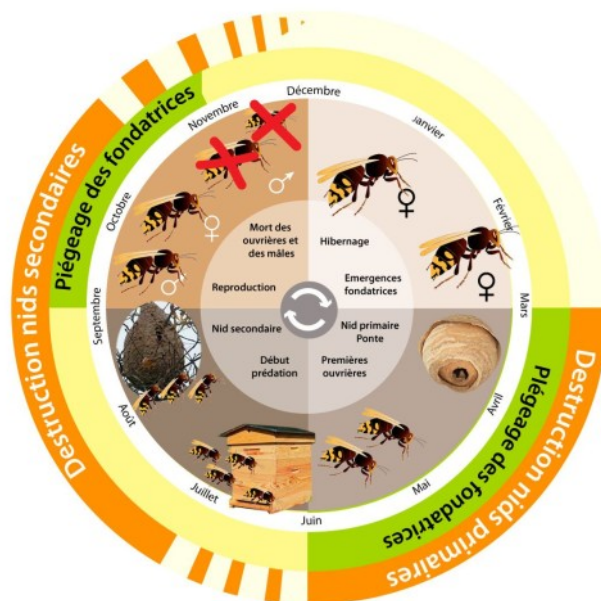 Décembre
janvier
Février
Mars
Avril
Mai
Juin
Juillet
Août
Septembre
Octobre
Novembre
Destruction nids secondaires
Piégeage des fondatrices
Piégeage des fondatrices
Destruction nids primaires
Mort des
ouvrières et
des mâles
Hibernage
Reproduction
Emergences
fondatrices
Nid secondaire
Nid primaire
Ponte
Début
prédation
Premières
ouvrières